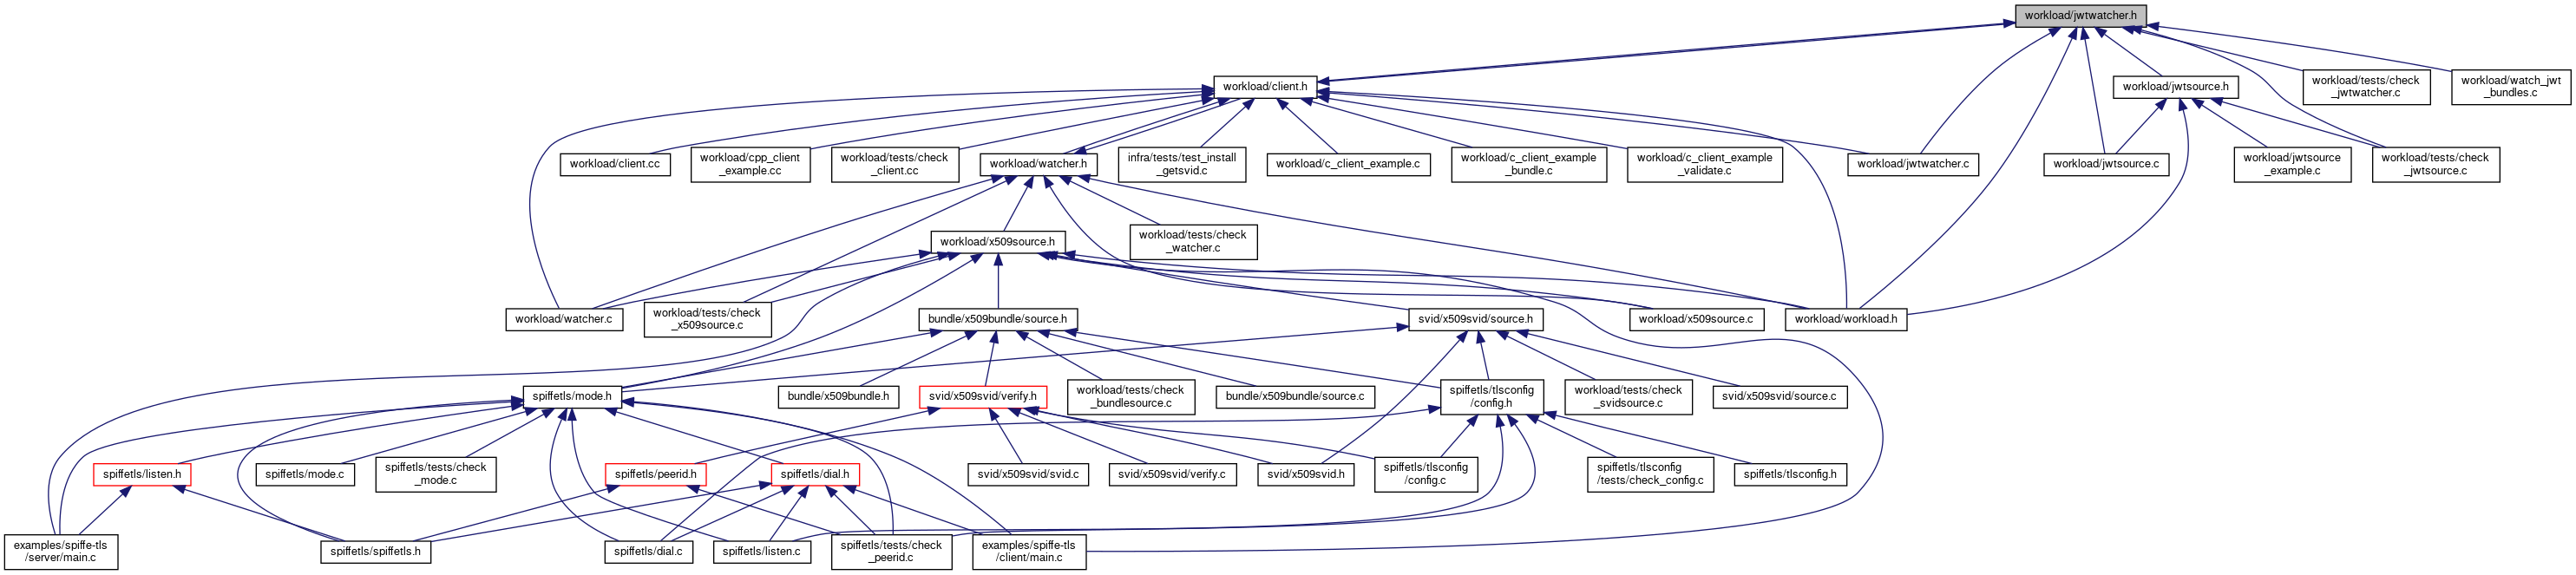 workload/jwtwatcher.h
workload/client.h
workload/jwtsource.h
workload/tests/check
_jwtwatcher.c
workload/watch_jwt
_bundles.c
workload/client.cc
workload/cpp_client
_example.cc
workload/tests/check
_client.cc
workload/watcher.h
infra/tests/test_install
_getsvid.c
workload/c_client_example.c
workload/c_client_example
_bundle.c
workload/c_client_example
_validate.c
workload/jwtwatcher.c
workload/jwtsource.c
workload/jwtsource
_example.c
workload/tests/check
_jwtsource.c
workload/x509source.h
workload/tests/check
_watcher.c
workload/watcher.c
workload/tests/check
_x509source.c
bundle/x509bundle/source.h
svid/x509svid/source.h
workload/x509source.c
workload/workload.h
spiffetls/mode.h
bundle/x509bundle.h
svid/x509svid/verify.h
workload/tests/check
_bundlesource.c
bundle/x509bundle/source.c
spiffetls/tlsconfig
/config.h
workload/tests/check
_svidsource.c
svid/x509svid/source.c
spiffetls/listen.h
spiffetls/mode.c
spiffetls/tests/check
_mode.c
spiffetls/peerid.h
spiffetls/dial.h
svid/x509svid/svid.c
svid/x509svid/verify.c
svid/x509svid.h
spiffetls/tlsconfig
/config.c
spiffetls/tlsconfig
/tests/check_config.c
spiffetls/tlsconfig.h
examples/spiffe-tls
/server/main.c
spiffetls/spiffetls.h
spiffetls/dial.c
spiffetls/listen.c
spiffetls/tests/check
_peerid.c
examples/spiffe-tls
/client/main.c